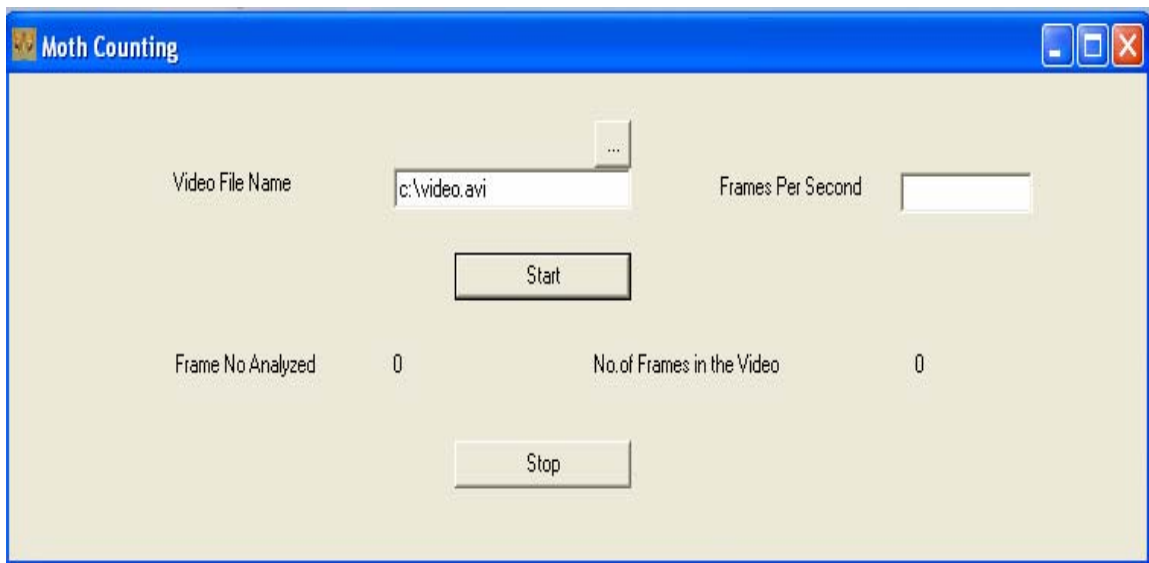 Moth Counting
...
Video File Name c:\video.avi Frames Per Second
Start
Frame No Analyzed 0 No.of Frames in the Video 0
Stop